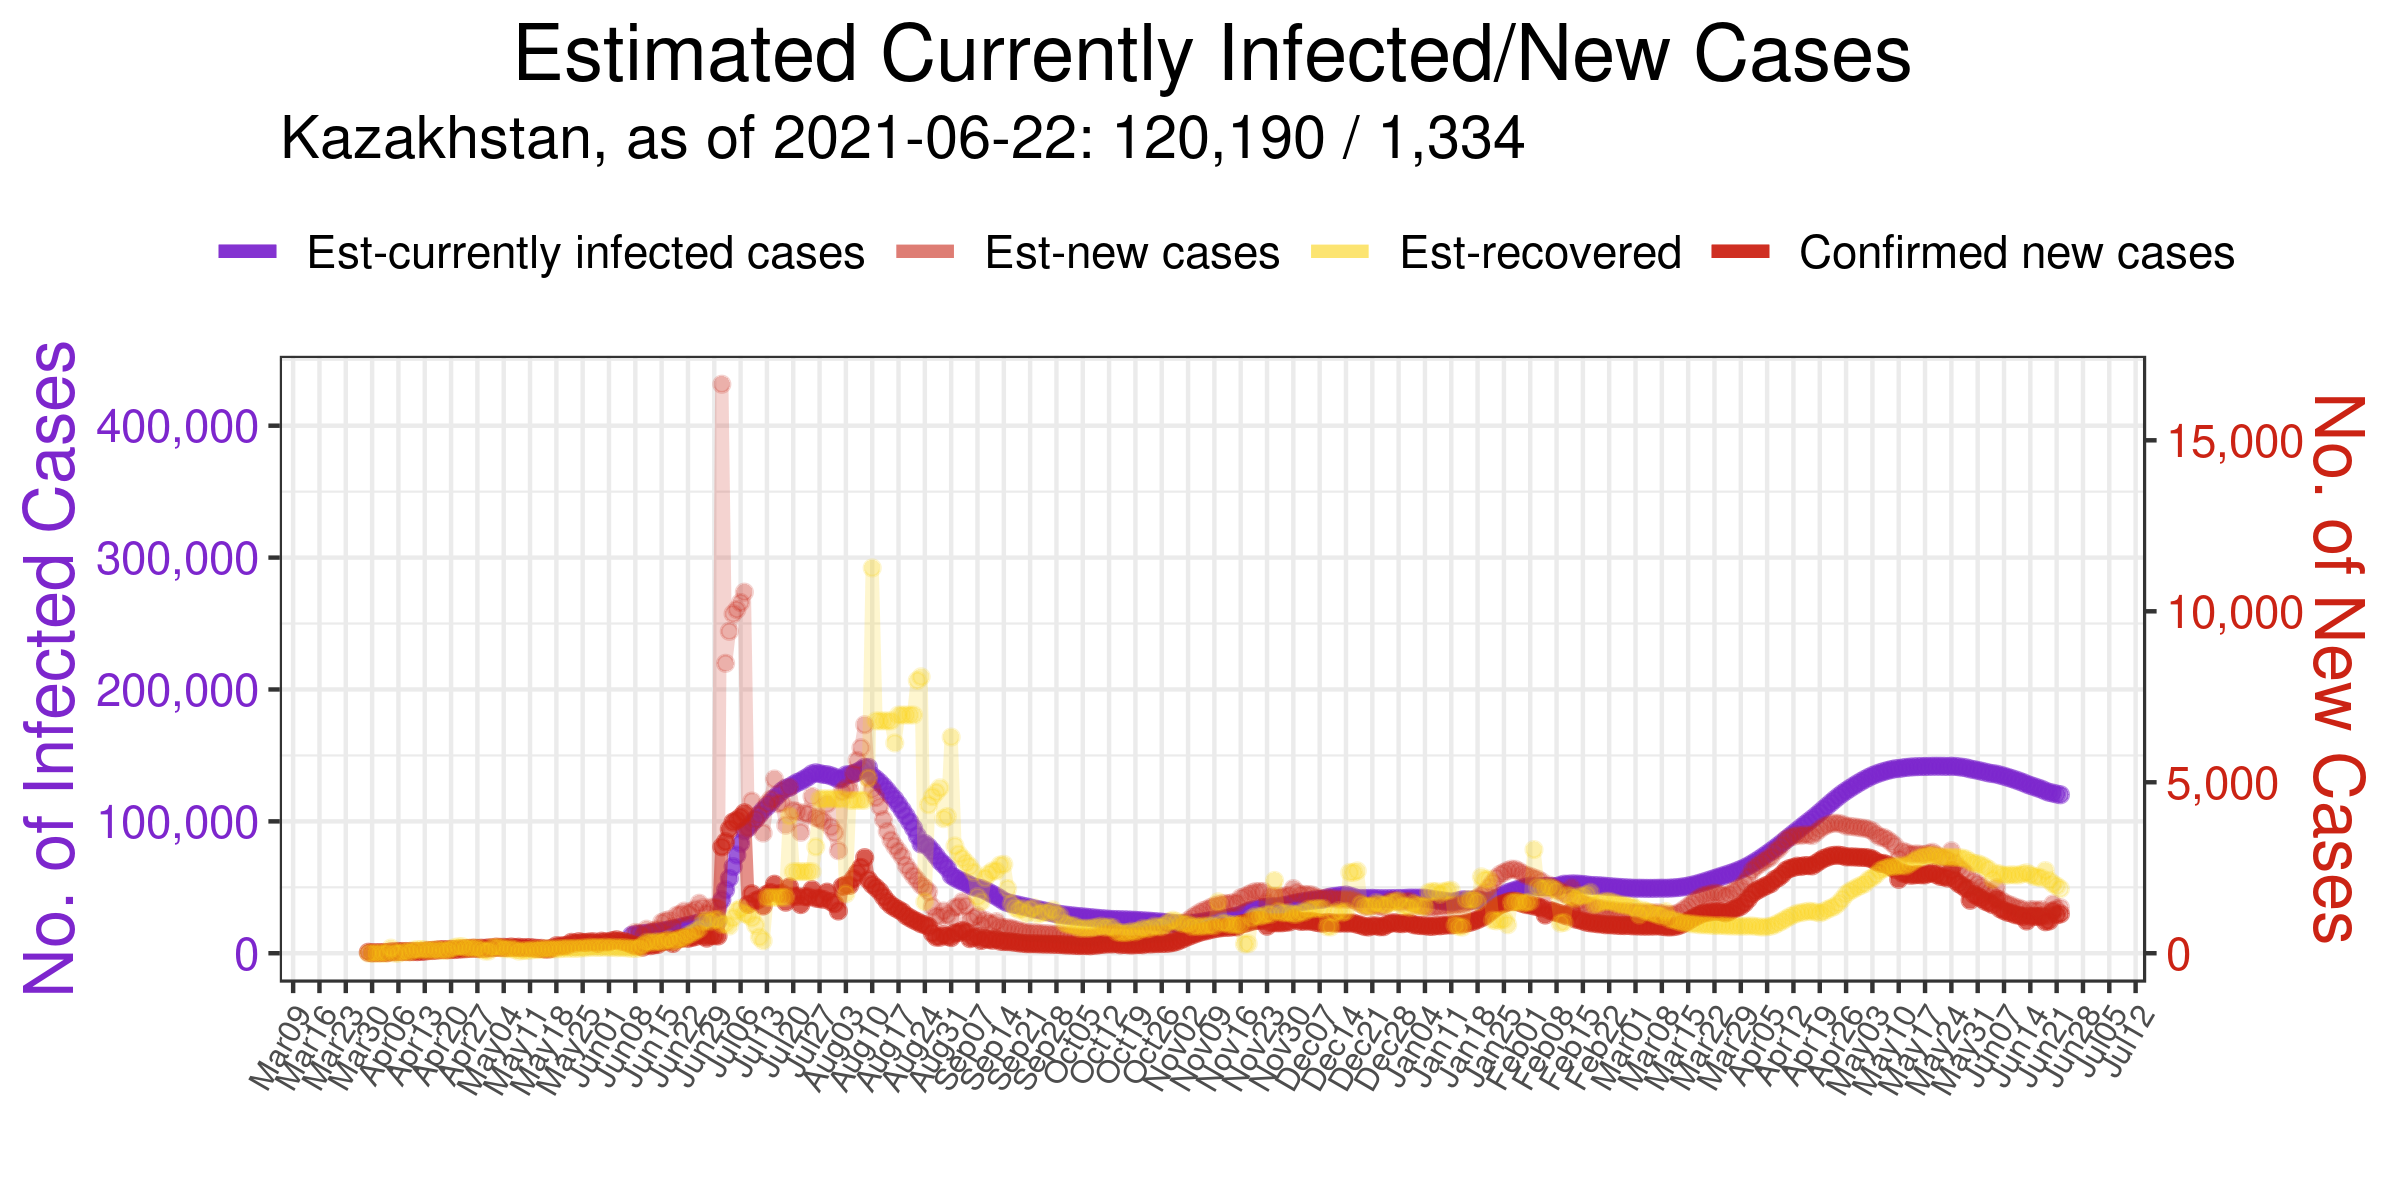 Estimated Currently Infected/New Cases
Kazakhstan, as of 2021-06-22: 120,190 / 1,334
Est-currently infected cases
Est-new cases
Est-recovered
Confirmed new cases
No. of Infected Cases
400,000
300,000
200,000
100,000
0
15,000
10,000
5,000
0
No. of New Cases
Mar09
Mar16
Mar23
Mar30
Apr06
Apr13
Apr20
Apr27
May04
May11
May18
May25
Jun01
Jun08
Jun15
Jun22
Jun29
Jul06
Jul13
Jul20
Jul27
Aug03
Aug10
Aug17
Aug24
Aug31
Sep07
Sep14
Sep21
Sep28
Oct05
Oct12
Oct19
Oct26
Nov02
Nov09
Nov16
Nov23
Nov30
Dec07
Dec14
Dec21
Dec28
Jan04
Jan11
Jan18
Jan25
Feb01
Feb08
Feb15
Feb22
Mar01
Mar08
Mar15
Mar22
Mar29
Apr05
Apr12
Apr19
Apr26
May03
May10
May17
May24
May31
Jun07
Jun14
Jun21
Jun28
Jul05
Jul12